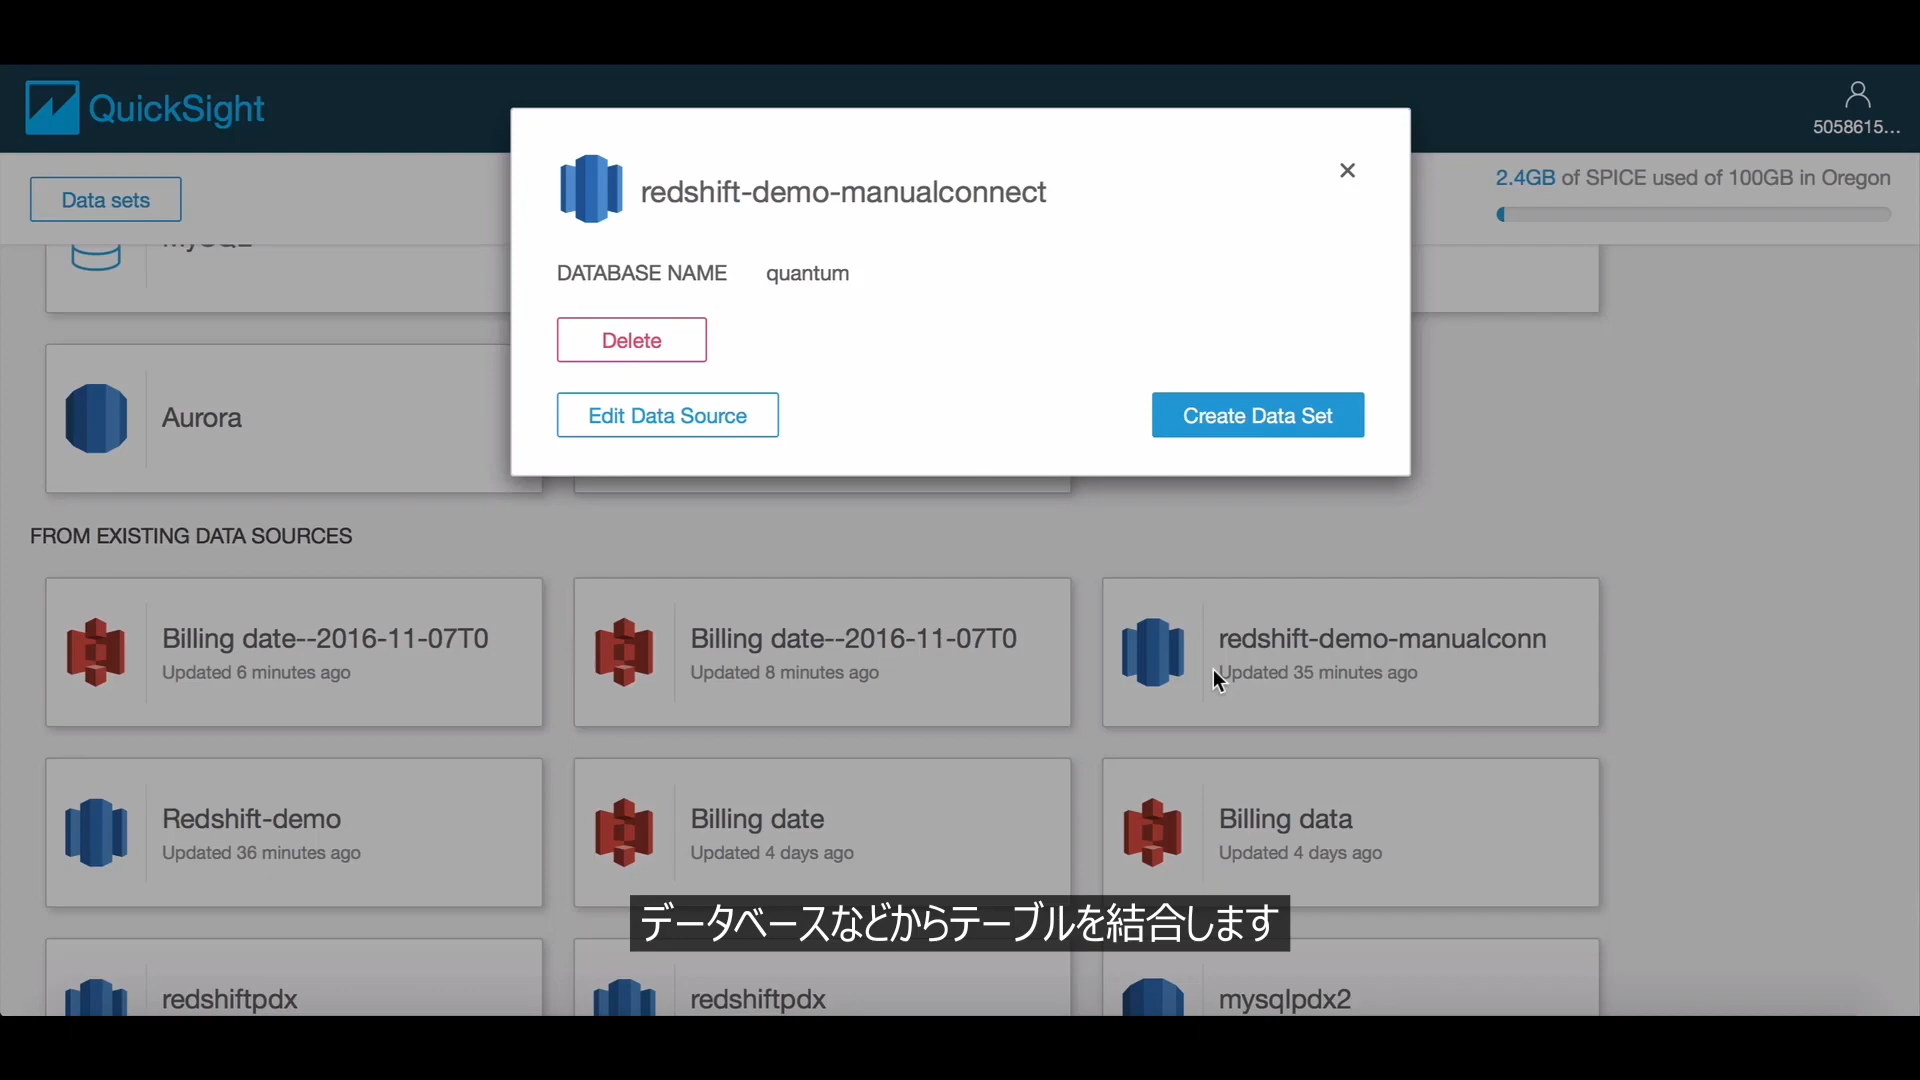 QuickSight
5058615...
Data sets
2.4GB of SPICE used of 100GB in Oregon
redshift-demo-manualconnect
DATABASE NAME quantum
Delete
Edit Data Source
Create Data Set
Aurora
FROM EXISTING DATA SOURCES
Billing date--2016-11-07T0
Updated 6 minutes ago
Billing date--2016-11-07T0
Updated 8 minutes ago
redshift-demo-manualconn
Updated 35 minutes ago
Redshift-demo
Updated 36 minutes ago
Billing date
Updated 4 days ago
Billing data
Updated 4 days ago
データベースなどからテーブルを結合します
redshiftpdx
redshiftpdx
mysqlpdx2